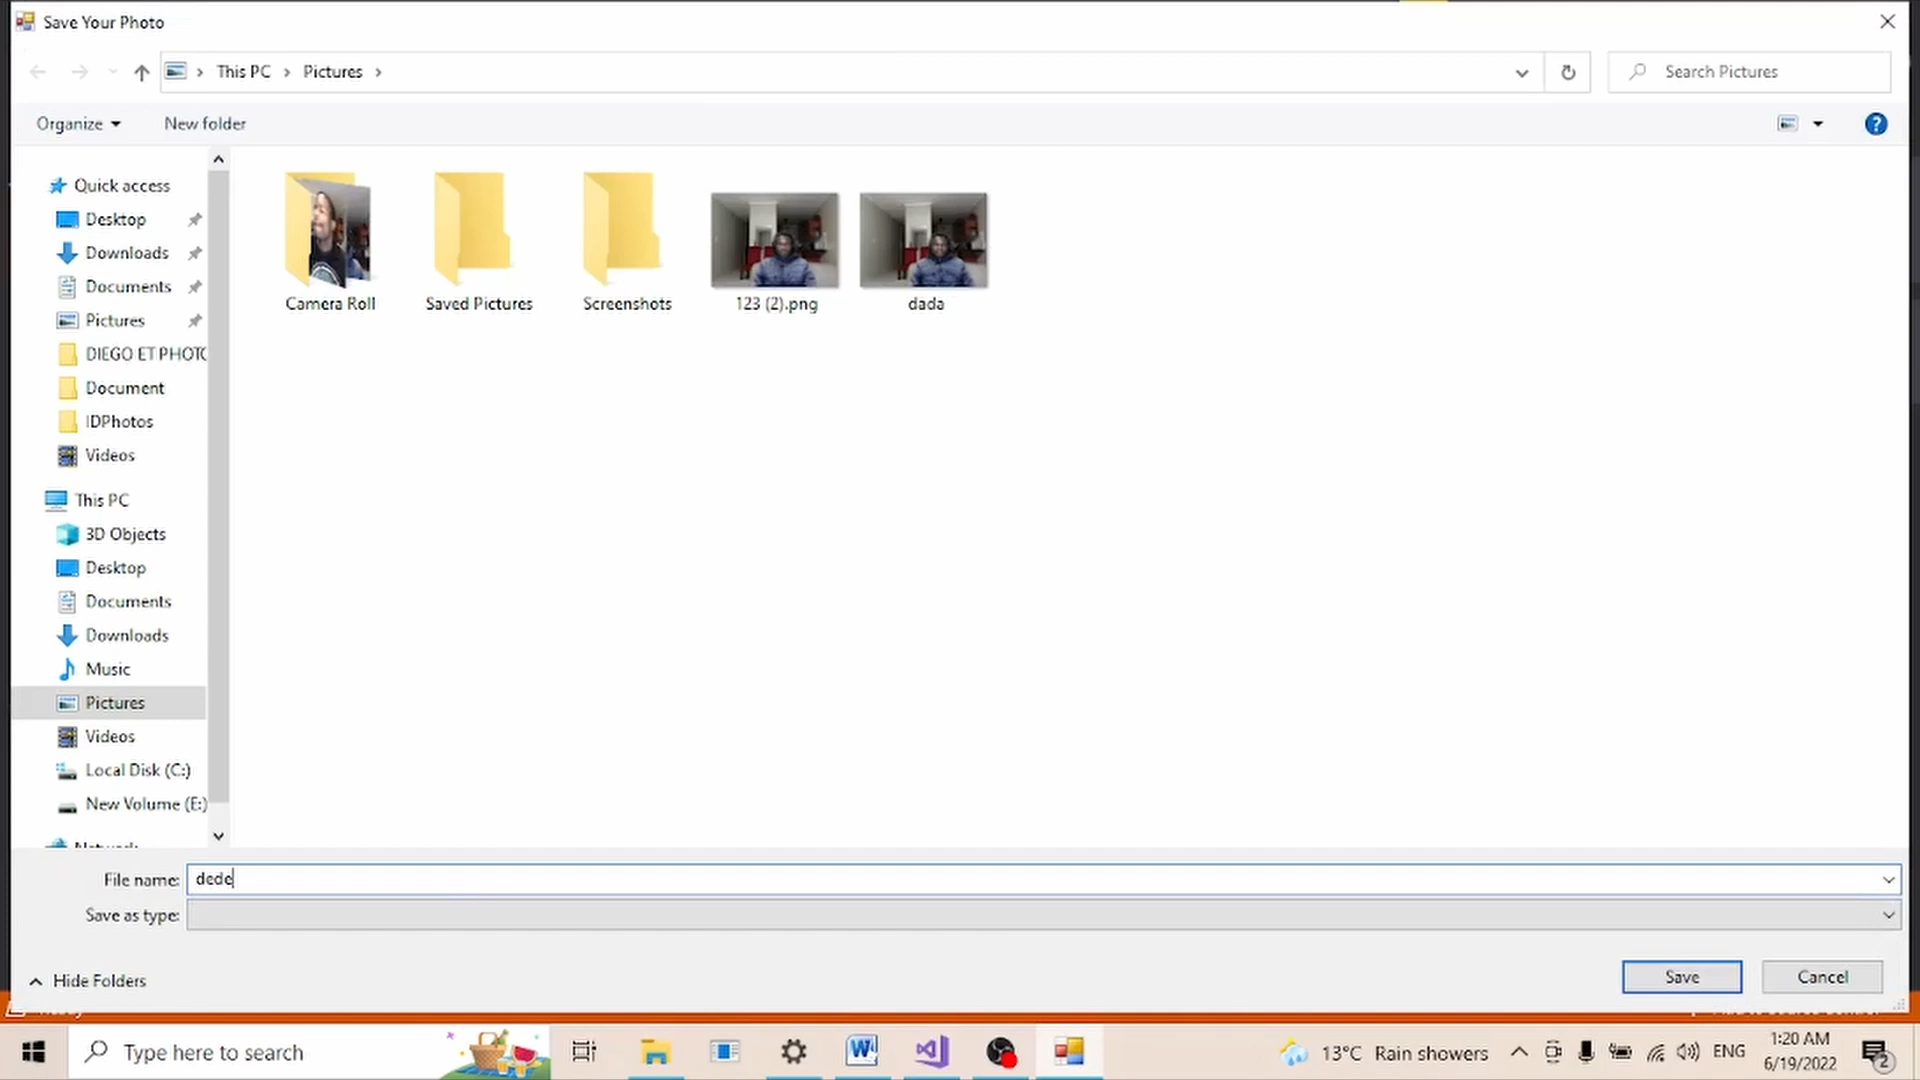 Save Your Photo
This PC
Pictures
Search Pictures
Organize
New folder
Quick access
Desktop
Downloads
Documents
Pictures
DIEGO ET PHOTO
Document
IDPhotos
Videos
This PC
3D Objects
Desktop
Documents
Downloads
Music
Pictures
Videos
Local Disk (C:)
New Volume (E:)
Network
Camera Roll
Saved Pictures
Screenshots
123 (2).png
dada
File name: dede
Save as type:
Hide Folders
Save
Cancel
Type here to search
13°C Rain showers
ENG
1:20 AM
6/19/2022
2